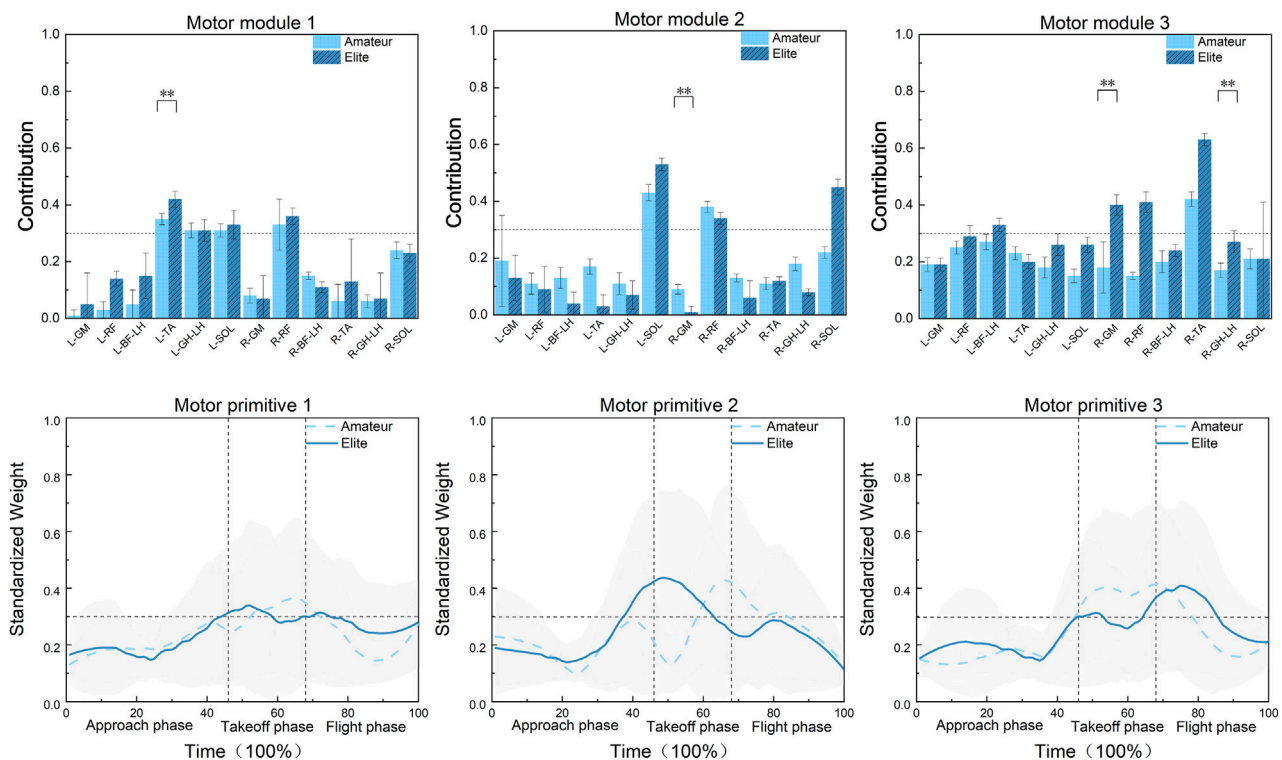 Motor module 1
Amateur
Elite
**
Contribution
1.0
0.8
0.6
0.4
0.2
0.0
L-GM
L-RF
L-BF-LH
L-TA
L-GH-LH
L-SOL
R-GM
R-RF
R-BF-LH
R-TA
R-GH-LH
R-SOL
Motor module 2
Amateur
Elite
**
Contribution
1.0
0.8
0.6
0.4
0.2
0.0
L-GM
L-RF
L-BF-LH
L-TA
L-GH-LH
L-SOL
R-GM
R-RF
R-BF-LH
R-TA
R-GH-LH
R-SOL
Motor module 3
Amateur
Elite
**
**
Contribution
1.0
0.8
0.6
0.4
0.2
0.0
L-GM
L-RF
L-BF-LH
L-TA
L-GH-LH
L-SOL
R-GM
R-RF
R-BF-LH
R-TA
R-GH-LH
R-SOL
Motor primitive 1
Amateur
Elite
Standardized Weight
1.0
0.8
0.6
0.4
0.2
0.0
0 20 40 60 80 100
Approach phase Takeoff phase Flight phase
Time（100%）
Motor primitive 2
Amateur
Elite
Standardized Weight
1.0
0.8
0.6
0.4
0.2
0.0
0 20 40 60 80 100
Approach phase Takeoff phase Flight phase
Time（100%）
Motor primitive 3
Amateur
Elite
Standardized Weight
1.0
0.8
0.6
0.4
0.2
0.0
0 20 40 60 80 100
Approach phase Takeoff phase Flight phase
Time（100%）